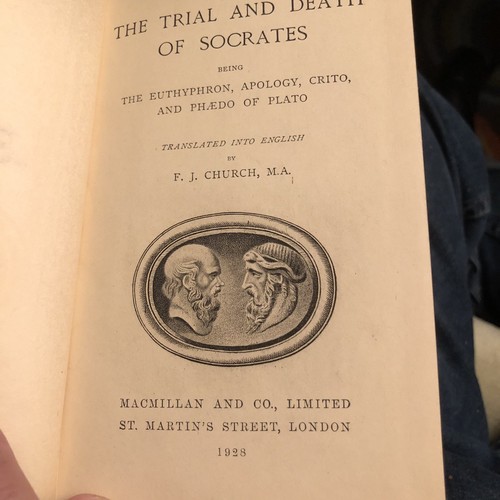 THE TRIAL AND DEATH
OF SOCRATES
BEING
THE EUTHYPHRON, APOLOGY, CRITO,
AND PHÆDO OF PLATO
TRANSLATED INTO ENGLISH
BY
F. J. CHURCH, M.A.
MACMILLAN AND CO., LIMITED
ST. MARTIN'S STREET, LONDON
1928